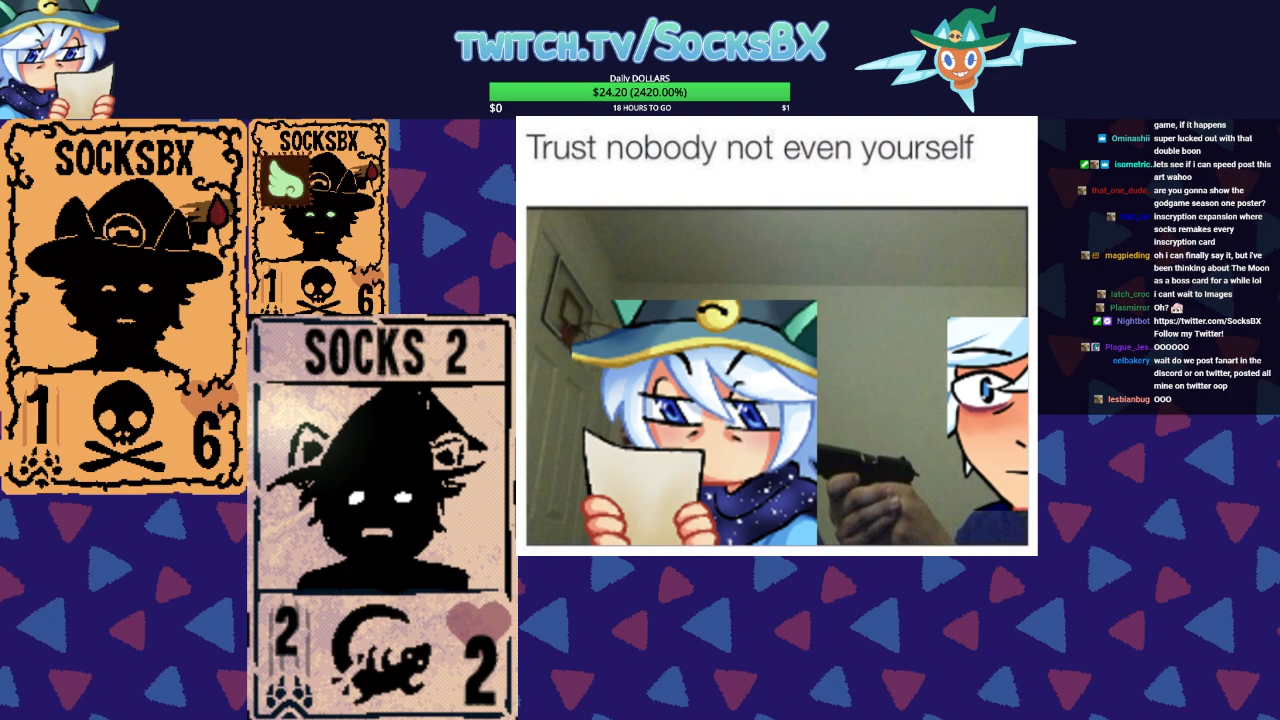 TWITCH.TV/SOCKSBX
Daily DOLLARS
$24.20 (2420.00%)
$0
18 HOURS TO GO
$1
SOCKSBX
1
6
SOCKSBX
1
6
SOCKS 2
2
2
Trust nobody not even yourself
game, if it happens
Ominashii super lucked out with that
double boon
isometric.. lets see if i can speed post this
art wahoo
that_one_dude_ are you gonna show the
godgame season one poster?
inscryption expansion where
socks remakes every
inscryption card
magpieding oh i can finally say it, but i've
been thinking about The Moon
as a boss card for a while lol
latch_croc i cant wait to Images
Plasmirror Oh?
Nightbot https://twitter.com/SocksBX
Follow my Twitter!
Plague_Jes.. OOOOOO
eelbakery wait do we post fanart in the
discord or on twitter, posted all
mine on twitter oop
lesbianbug OOO